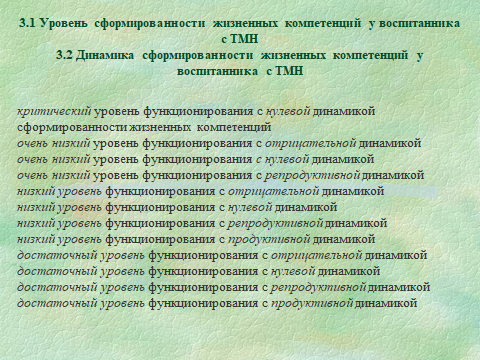 3.1 Уровень сформированности жизненных компетенций у воспитанника
с ТМН
3.2 Динамика сформированности жизненных компетенций у
воспитанника с ТМН
критический уровень функционирования с нулевой динамикой
сформированности жизненных компетенций
очень низкий уровень функционирования с отрицательной динамикой
очень низкий уровень функционирования с нулевой динамикой
очень низкий уровень функционирования с репродуктивной динамикой
низкий уровень функционирования с отрицательной динамикой
низкий уровень функционирования с нулевой динамикой
низкий уровень функционирования с репродуктивной динамикой
низкий уровень функционирования с продуктивной динамикой
достаточный уровень функционирования с отрицательной динамикой
достаточный уровень функционирования с нулевой динамикой
достаточный уровень функционирования с репродуктивной динамикой
достаточный уровень функционирования с продуктивной динамикой